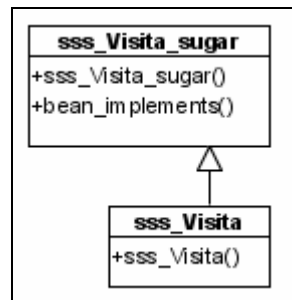 sss_Visita_sugar
+sss_Visita_sugar()
+bean_implements()
sss_Visita
+sss_Visita()